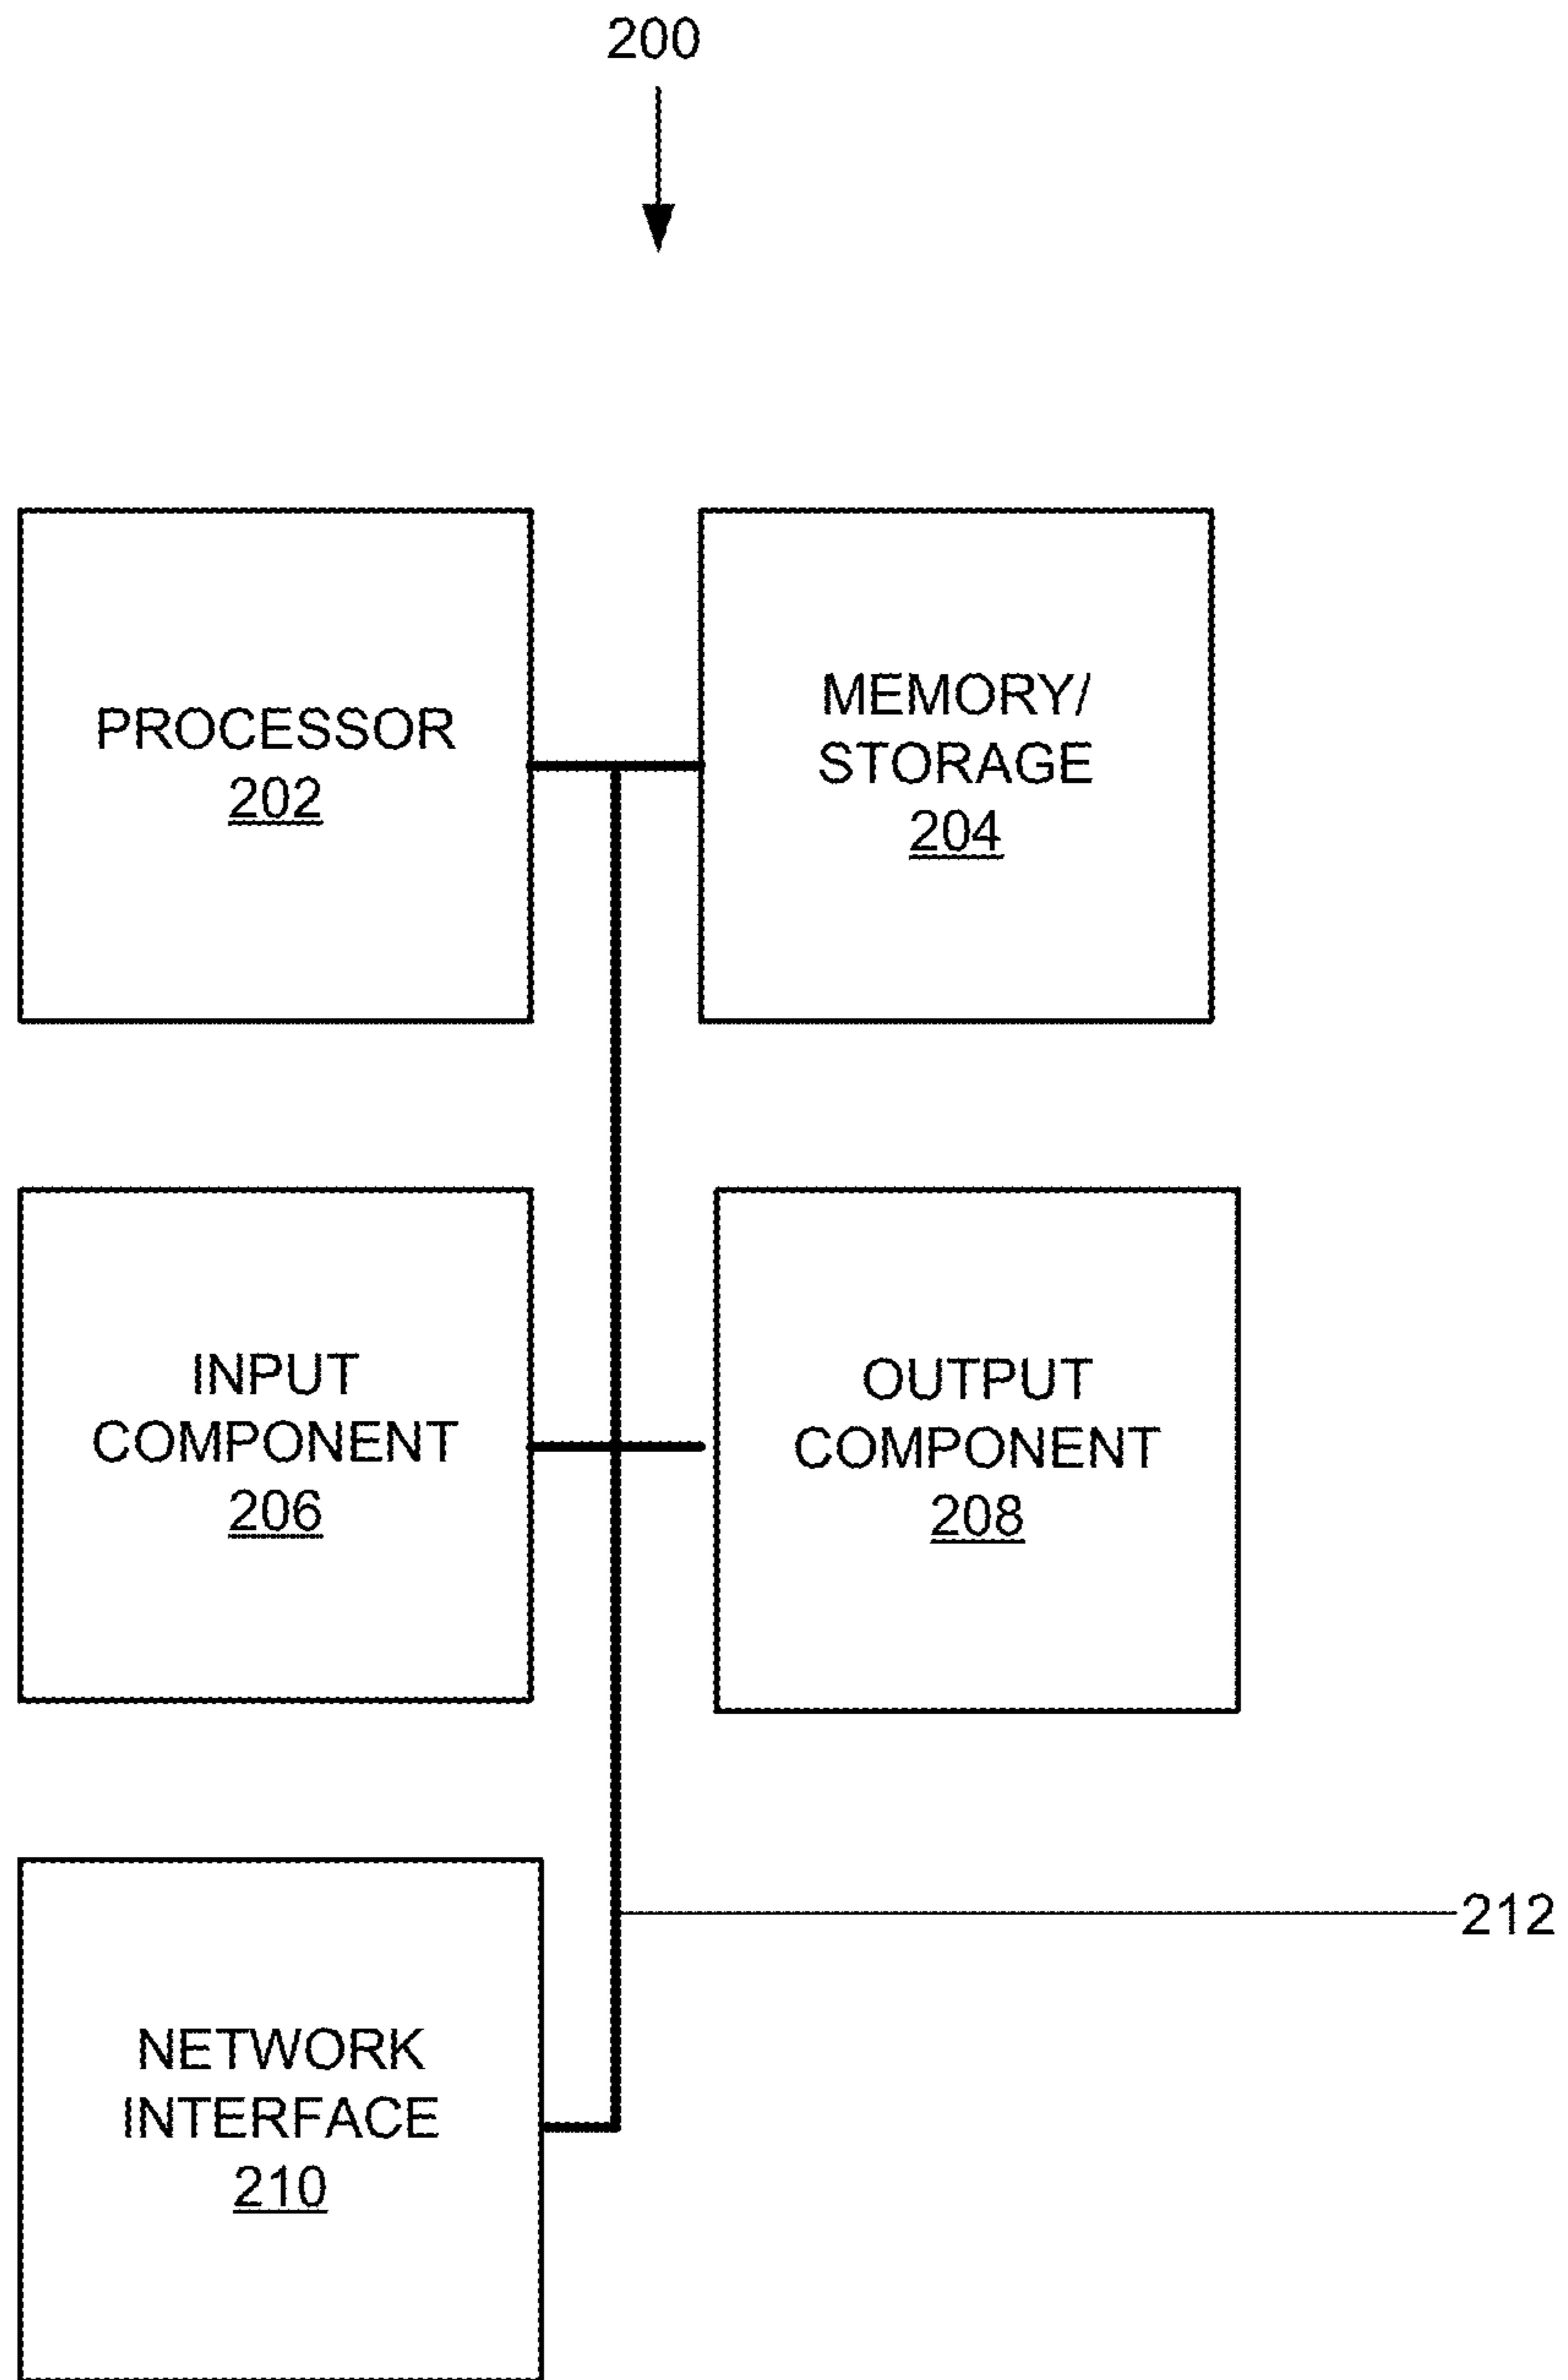 200
PROCESSOR
202
MEMORY/
STORAGE
204
INPUT
COMPONENT
206
OUTPUT
COMPONENT
208
212
NETWORK
INTERFACE
210